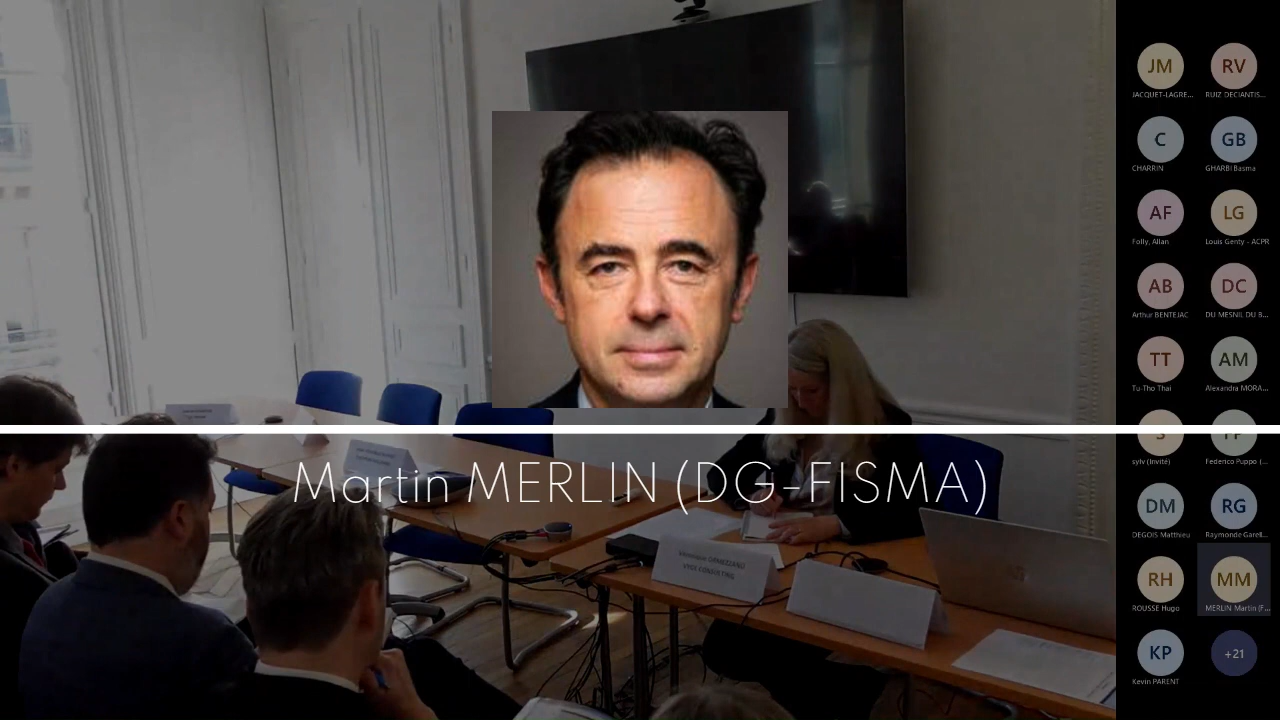 Martin MERLIN (DG-FISMA)
JM
JACQUET-LAGRE...
RV
RUIZ DECIANTIS...
C
CHARRIN
GB
GHARBI Basma
AF
Folly, Allan
LG
Louis Genty - ACPR
AB
Arthur BENTEJAC
DC
DU MESNIL DU B...
TT
Tu-Tho Thai
AM
Alexandra MORA...
S
sylv (Invité)
FP
Federico Puppo (...
DM
DEGOIS Matthieu
RG
Raymonde Garell...
RH
ROUSSE Hugo
MM
MERLIN Martin (F...
KP
Kevin PARENT
+21